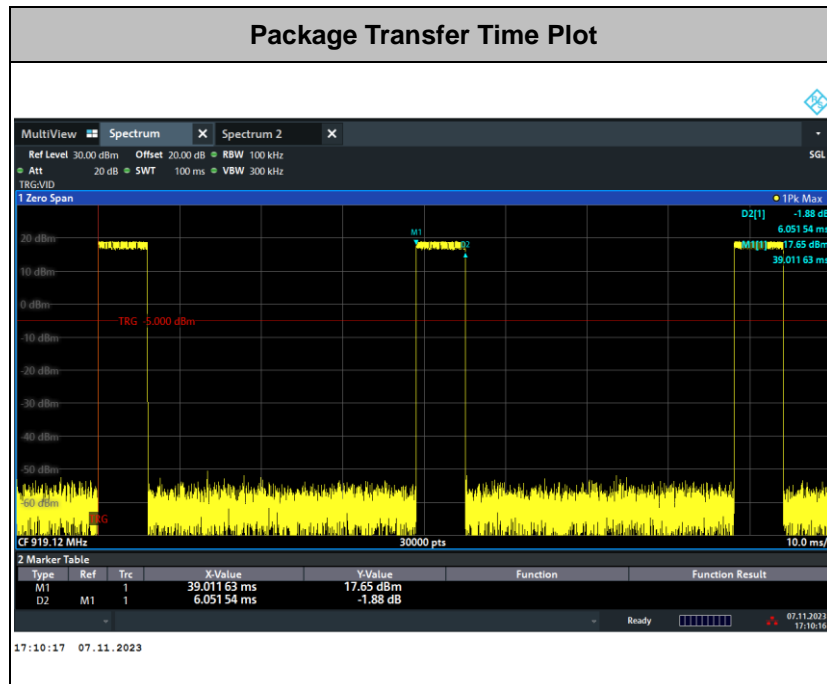 Package Transfer Time Plot
MultiView Spectrum X Spectrum 2 X
Ref Level 30.00 dBm Offset 20.00 dB RBW 100 kHz SGL
Att 20 dB SWT 100 ms VBW 300 kHz
TRG:VID
1 Zero Span 1Pk Max
D2[1] -1.88 dB
6.051 54 ms
M1[1] 17.65 dBm
39.011 63 ms
M1
D2
20 dBm
10 dBm
0 dBm
TRG -5.000 dBm
-10 dBm
-20 dBm
-30 dBm
-40 dBm
-50 dBm
-60 dBm
TRG
CF 919.12 MHz 30000 pts 10.0 ms/
2 Marker Table
Type Ref Trc X-Value Y-Value Function Function Result
M1 1 39.011 63 ms 17.65 dBm
D2 M1 1 6.051 54 ms -1.88 dB
Ready 07.11.2023
17:10:16
17:10:17 07.11.2023